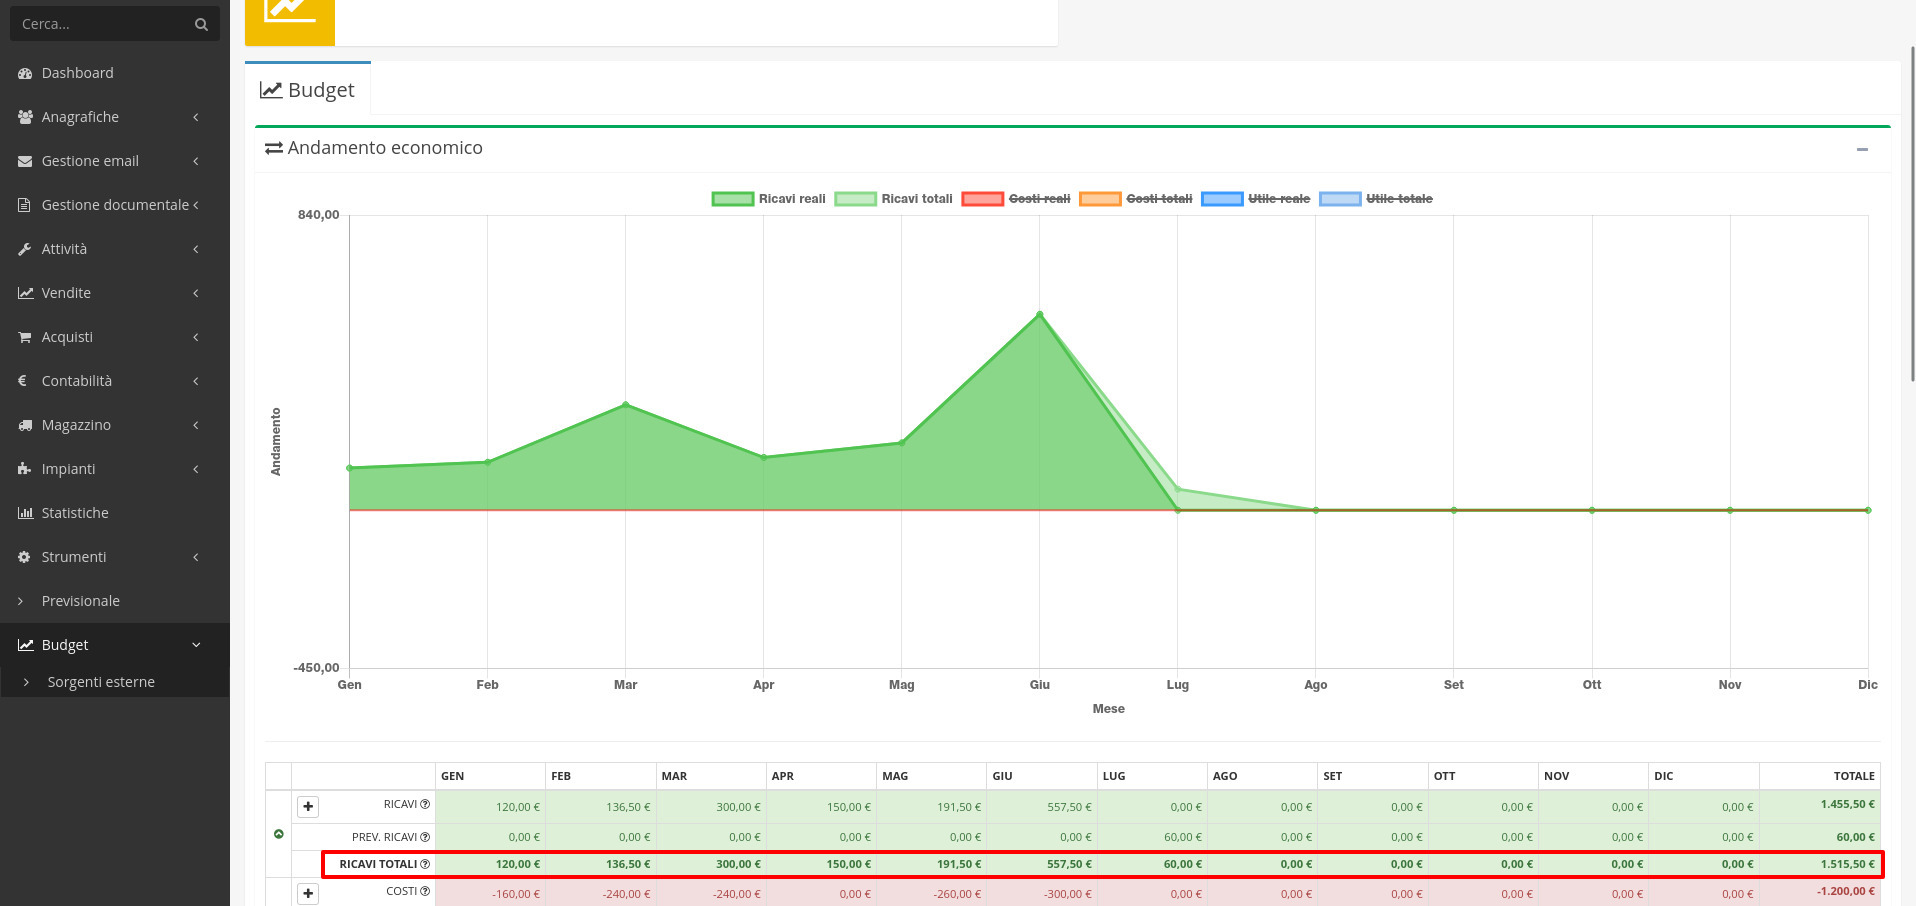 Cerca...
Dashboard
Anagrafiche
Gestione email
Gestione documentale
Attività
Vendite
Acquisti
Contabilità
Magazzino
Impianti
Statistiche
Strumenti
Previsionale
Budget
Sorgenti esterne
Budget
Andamento economico
Ricavi reali Ricavi totali Costi reali Costi totali Utile reale Utile totale
840,00
Andamento
-450,00
Gen Feb Mar Apr Mag Giu Lug Ago Set Ott Nov Dic
Mese
GEN FEB MAR APR MAG GIU LUG AGO SET OTT NOV DIC TOTALE
RICAVI 120,00 € 136,50 € 300,00 € 150,00 € 191,50 € 557,50 € 0,00 € 0,00 € 0,00 € 0,00 € 0,00 € 0,00 € 1.455,50 €
PREV. RICAVI 0,00 € 0,00 € 0,00 € 0,00 € 0,00 € 0,00 € 60,00 € 0,00 € 0,00 € 0,00 € 0,00 € 0,00 € 60,00 €
RICAVI TOTALI 120,00 € 136,50 € 300,00 € 150,00 € 191,50 € 557,50 € 60,00 € 0,00 € 0,00 € 0,00 € 0,00 € 0,00 € 1.515,50 €
COSTI -160,00 € -240,00 € -240,00 € 0,00 € -260,00 € -300,00 € 0,00 € 0,00 € 0,00 € 0,00 € 0,00 € 0,00 € -1.200,00 €